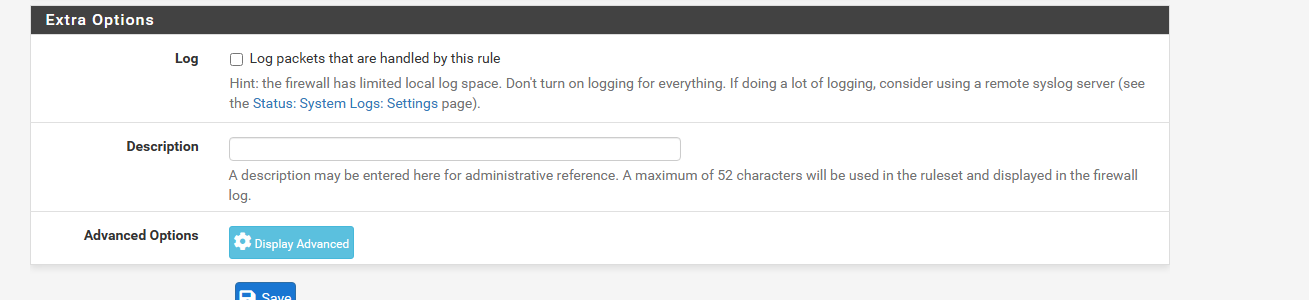 Extra Options
Log
Log packets that are handled by this rule
Hint: the firewall has limited local log space. Don't turn on logging for everything. If doing a lot of logging, consider using a remote syslog server (see
the Status: System Logs: Settings page).
Description
A description may be entered here for administrative reference. A maximum of 52 characters will be used in the ruleset and displayed in the firewall
log.
Advanced Options
Display Advanced
Save